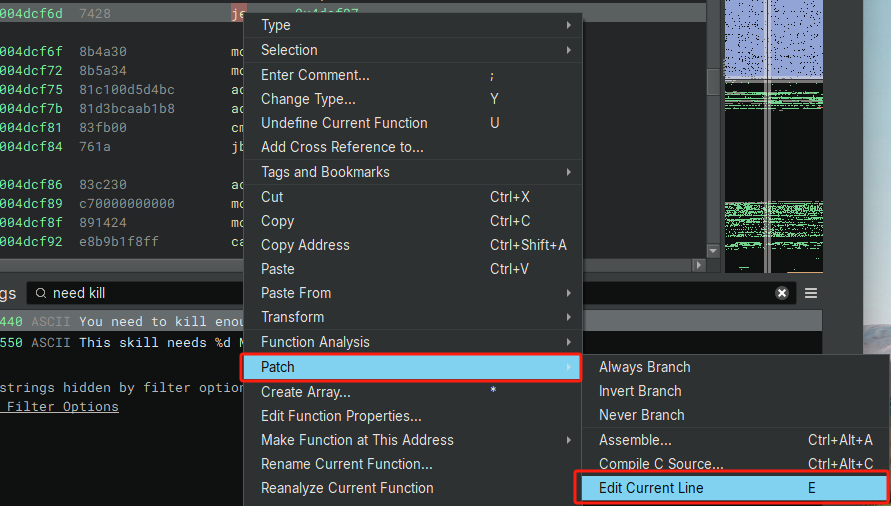 004dcf6d 7428 je
004dcf6f 8b4a30
004dcf72 8b5a34
004dcf75 81c100d5d4bc
004dcf7b 81d3bcaab1b8
004dcf81 83fb00
004dcf84 761a
004dcf86 83c230
004dcf89 c70000000000
004dcf8f 891424
004dcf92 e8b9b1f8ff
need kill
440 ASCII You need to kill
550 ASCII This skill needs %d
strings hidden by filter
Filter Options
Type
Selection
Enter Comment... ;
Change Type... Y
Undefine Current Function U
Add Cross Reference to...
Tags and Bookmarks
Cut Ctrl+X
Copy Ctrl+C
Copy Address Ctrl+Shift+A
Paste Ctrl+V
Paste From
Transform
Function Analysis
Patch
Create Array... *
Edit Function Properties...
Make Function at This Address
Rename Current Function...
Reanalyze Current Function
Always Branch
Invert Branch
Never Branch
Assemble... Ctrl+Alt+A
Compile C Source... Ctrl+Alt+C
Edit Current Line E